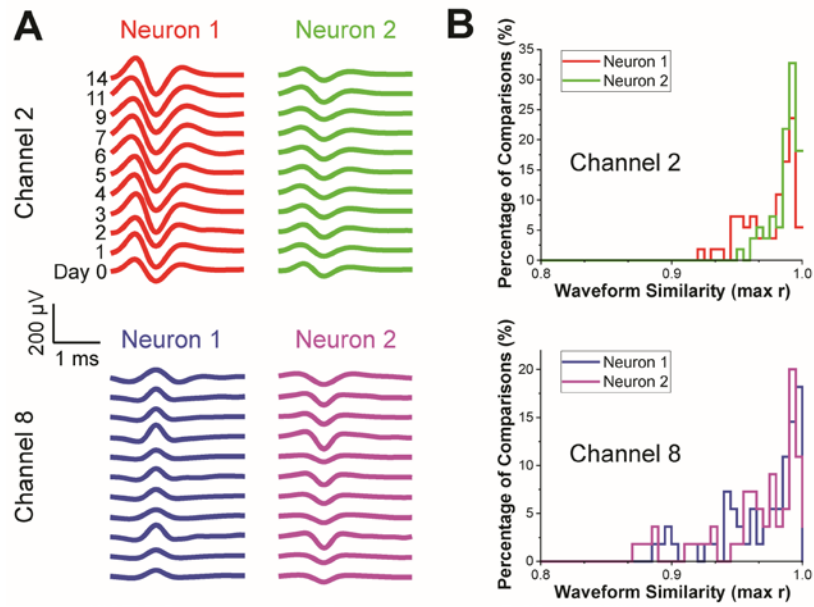 A
Neuron 1
Neuron 2
Channel 2
14
11
9
7
6
5
4
3
2
1
Day 0
200 µV
1 ms
Neuron 1
Neuron 2
Channel 8
B
Percentage of Comparisons (%)
35
30
25
20
15
10
5
0
Neuron 1
Neuron 2
Channel 2
0.8
0.9
1.0
Waveform Similarity (max r)
Percentage of Comparisons (%)
20
15
10
5
0
Neuron 1
Neuron 2
Channel 8
0.8
0.9
1.0
Waveform Similarity (max r)